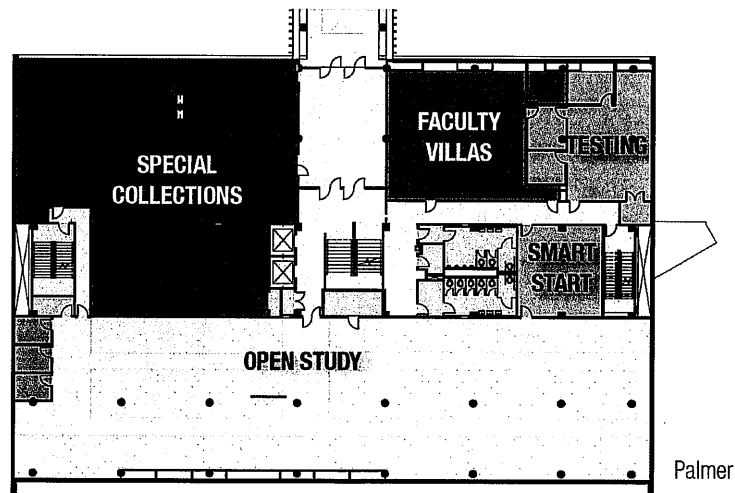 FACULTY
VILLAS
TESTING
SPECIAL
COLLECTIONS
SMART
START
OPEN STUDY
Palmer